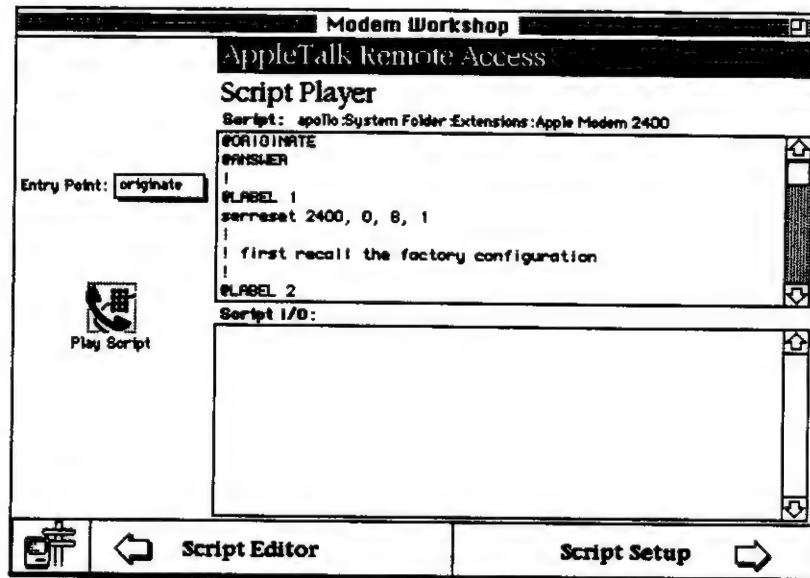 Modem Workshop
AppleTalk Remote Access
Script Player
Script: apollo:System Folder:Extensions:Apple Modem 2400
@ORIGINATE
@ANSWER
!
@LABEL 1
serreset 2400, 0, 8, 1
!
! first recall the factory configuration
!
@LABEL 2
Entry Point: originate
Play Script
Script I/O:
Script Editor
Script Setup